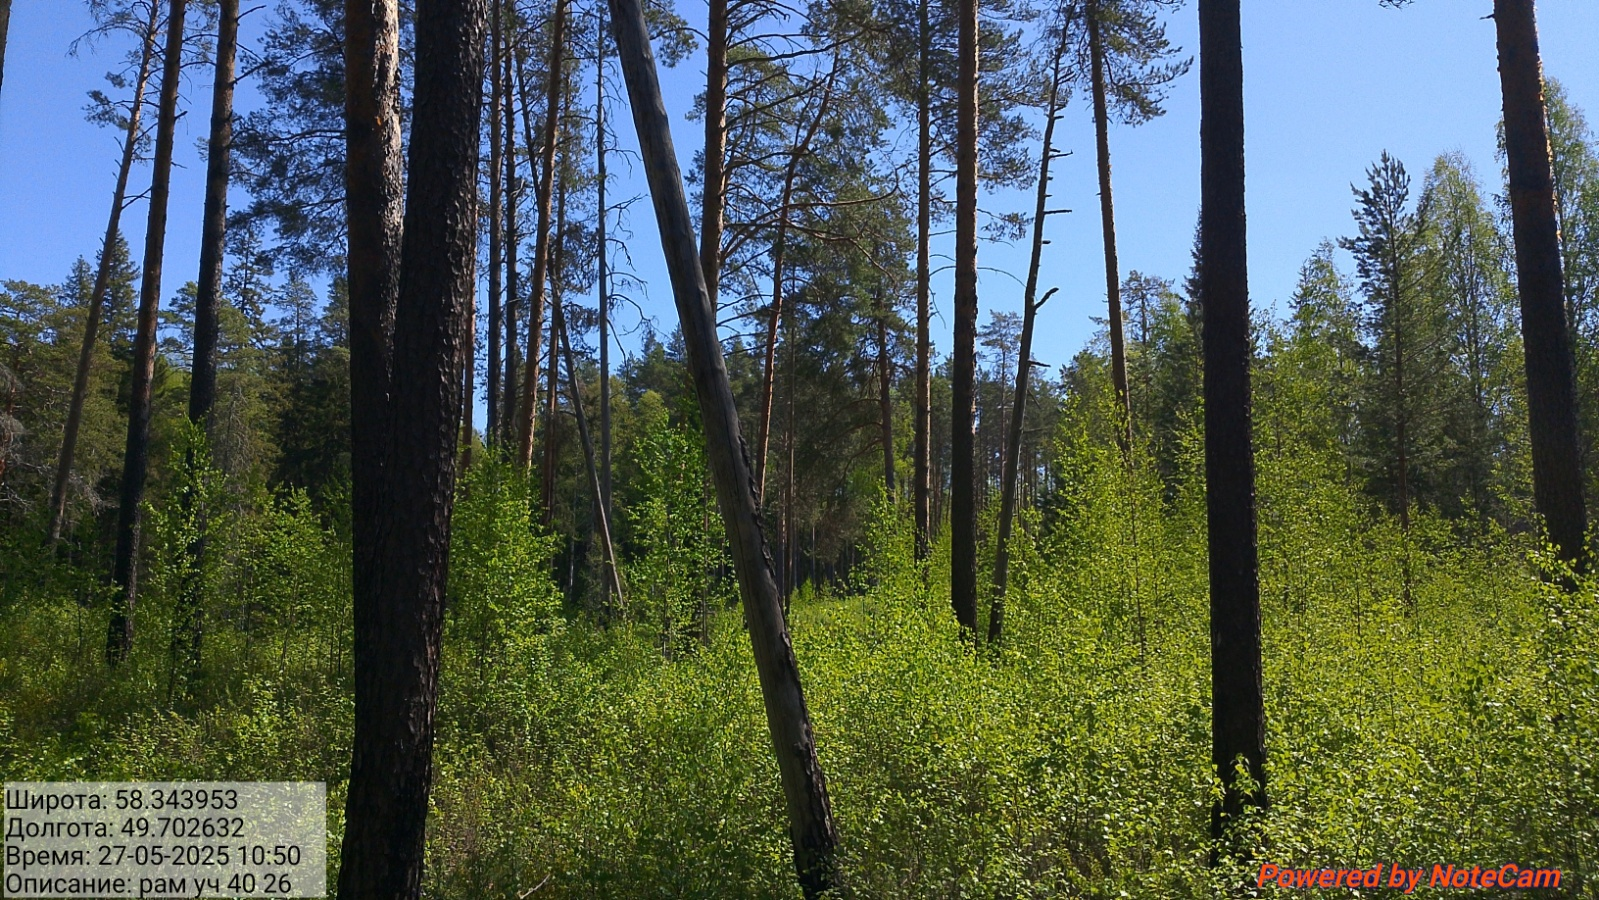 Широта: 58.343953
Долгота: 49.702632
Время: 27-05-2025 10:50
Описание: рам уч 40 26
Powered by NoteCam